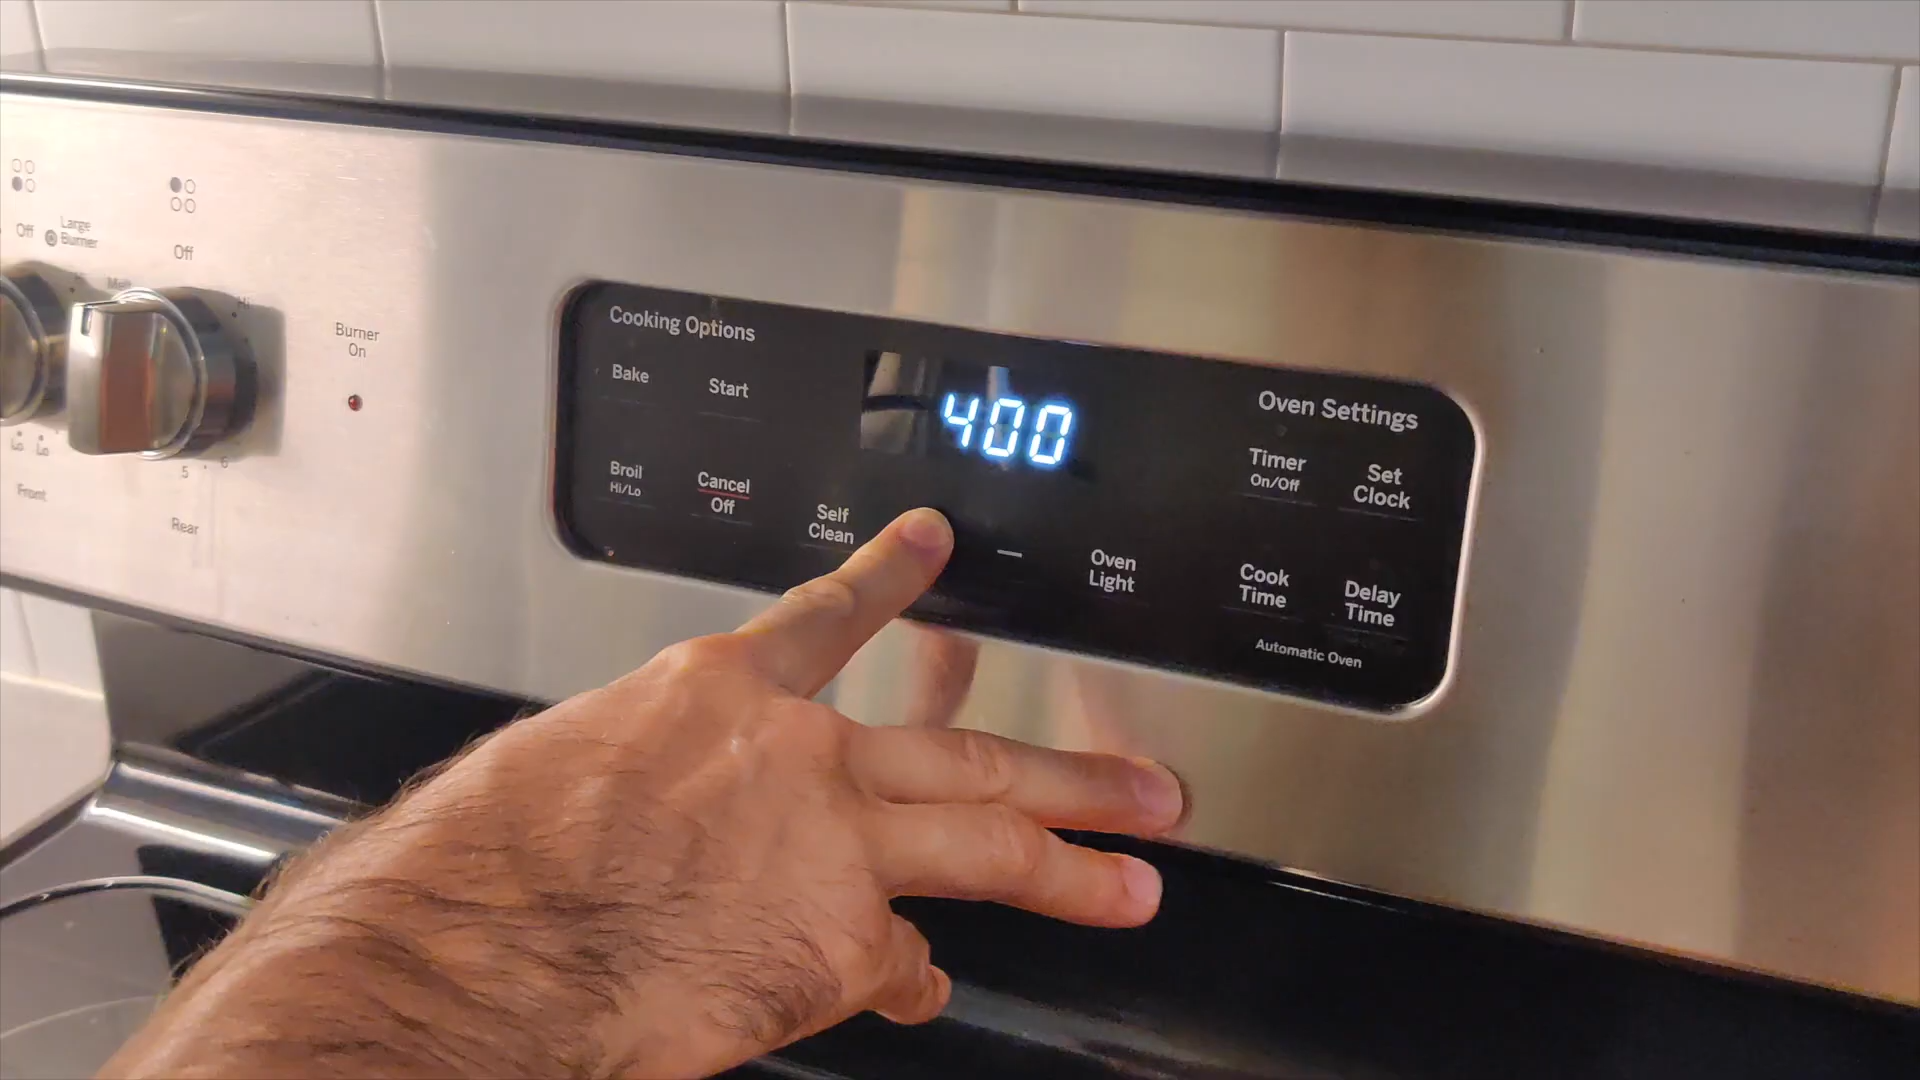 Off
Large
Burner
Off
Hi
Burner
On
Lo
Lo
5
6
Front
Rear
Cooking Options
Bake
Start
Broil
Hi/Lo
Cancel
Off
Self
Clean
400
–
Oven
Light
Oven Settings
Timer
On/Off
Set
Clock
Cook
Time
Delay
Time
Automatic Oven